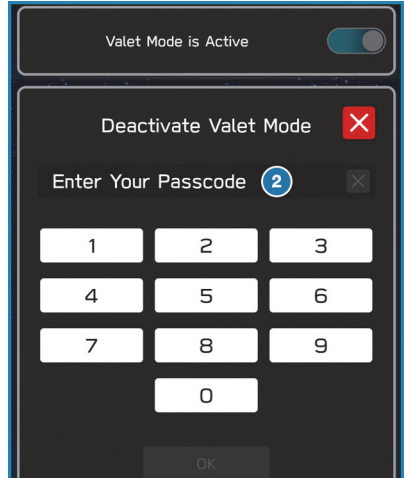 Valet Mode is Active
Deactivate Valet Mode
Enter Your Passcode 2
1 2 3
4 5 6
7 8 9
0
OK